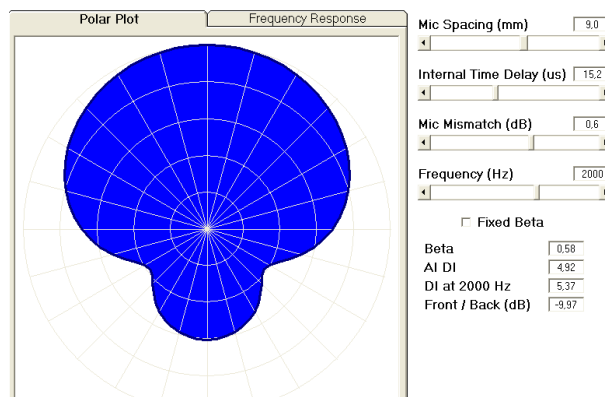 Polar Plot
Frequency Response
Mic Spacing (mm) 9,0
Internal Time Delay (us) 15,2
Mic Mismatch (dB) 0,6
Frequency (Hz) 2000
Fixed Beta
Beta 0,58
AI DI 4,92
DI at 2000 Hz 5,37
Front / Back (dB) -9,97